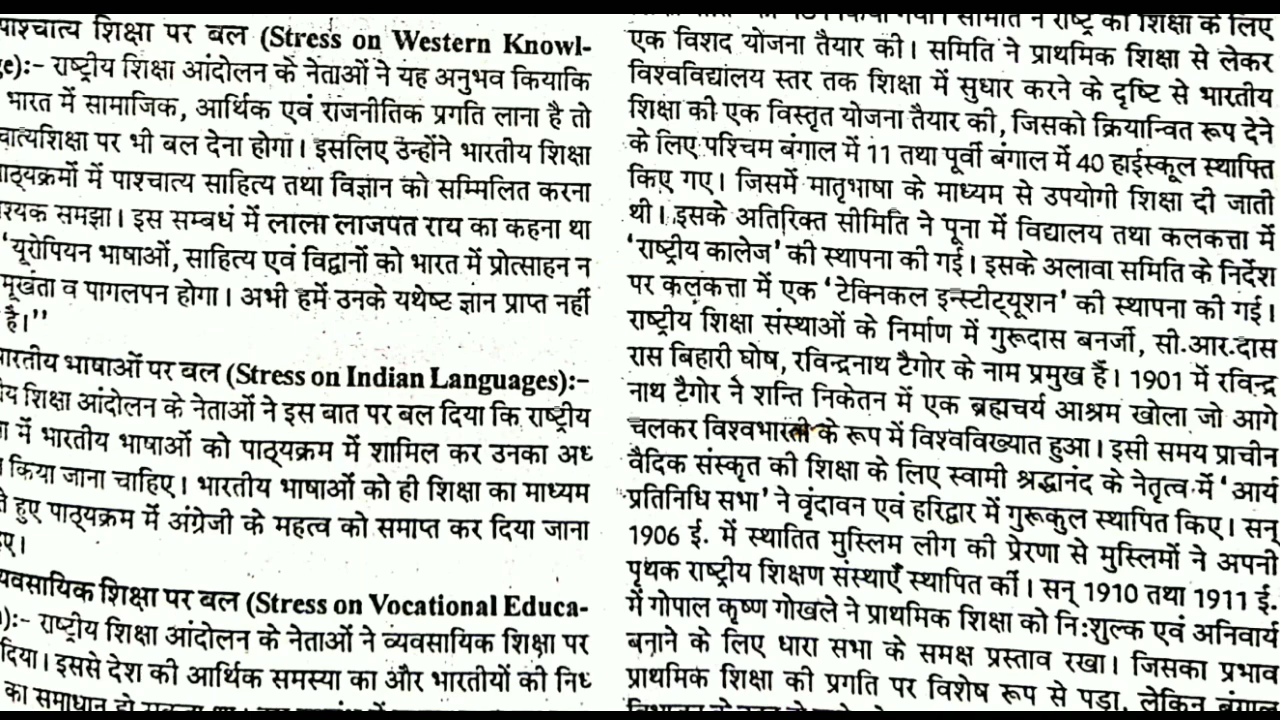 पाश्चात्य शिक्षा पर बल (Stress on Western Knowl-
ge):- राष्ट्रीय शिक्षा आंदोलन के नेताओं ने यह अनुभव कियाकि
भारत में सामाजिक, आर्थिक एवं राजनीतिक प्रगति लाना है तो
चात्यशिक्षा पर भी बल देना होगा। इसलिए उन्होंने भारतीय शिक्षा
पाठ्यक्रमों में पाश्चात्य साहित्य तथा विज्ञान को सम्मिलित करना
श्यक समझा। इस सम्बधं में लाला लाजपत राय का कहना था
“यूरोपियन भाषाओं, साहित्य एवं विद्वानों को भारत में प्रोत्साहन न
मूर्खता व पागलपन होगा। अभी हमें उनके यथेष्ट ज्ञान प्राप्त नहीं
है।”
भारतीय भाषाओं पर बल (Stress on Indian Languages):-
य शिक्षा आंदोलन के नेताओं ने इस बात पर बल दिया कि राष्ट्रीय
में भारतीय भाषाओं को पाठ्यक्रम में शामिल कर उनका अध
किया जाना चाहिए। भारतीय भाषाओं को ही शिक्षा का माध्यम
ते हुए पाठ्यक्रम में अंग्रेजी के महत्व को समाप्त कर दिया जाना
हए।
यवसायिक शिक्षा पर बल (Stress on Vocational Educa-
):- राष्ट्रीय शिक्षा आंदोलन के नेताओं ने व्यवसायिक शिक्षा पर
दिया। इससे देश की आर्थिक समस्या का और भारतीयों की निध
का समाधान हो
समिति ने राष्ट्र की शिक्षा के लिए
एक विशद योजना तैयार की। समिति ने प्राथमिक शिक्षा से लेकर
विश्वविद्यालय स्तर तक शिक्षा में सुधार करने के दृष्टि से भारतीय
शिक्षा की एक विस्तृत योजना तैयार की, जिसको क्रियान्वित रूप देने
के लिए पश्चिम बंगाल में 11 तथा पूर्वी बंगाल में 40 हाईस्कूल स्थापित
किए गए। जिसमें मातृभाषा के माध्यम से उपयोगी शिक्षा दी जाती
थी। इसके अतिरिक्त सीमिति ने पूना में विद्यालय तथा कलकत्ता में
‘राष्ट्रीय कालेज’ की स्थापना की गई। इसके अलावा समिति के निर्देश
पर कलकत्ता में एक ‘टेक्निकल इन्स्टीट्यूशन’ की स्थापना की गई।
राष्ट्रीय शिक्षा संस्थाओं के निर्माण में गुरूदास बनर्जी, सी.आर.दास
रास बिहारी घोष, रविन्द्रनाथ टैगोर के नाम प्रमुख हैं। 1901 में रविन्द्र
नाथ टैगोर ने शन्ति निकेतन में एक ब्रह्मचर्य आश्रम खोला जो आगे
चलकर विश्वभारती के रूप में विश्वविख्यात हुआ। इसी समय प्राचीन
वैदिक संस्कृत की शिक्षा के लिए स्वामी श्रद्धानंद के नेतृत्व में ‘आर्य
प्रतिनिधि सभा’ ने वृंदावन एवं हरिद्वार में गुरूकुल स्थापित किए। सन्
1906 ई. में स्थातित मुस्लिम लीग की प्रेरणा से मुस्लिमों ने अपनी
पृथक राष्ट्रीय शिक्षण संस्थाएँ स्थापित कीं। सन् 1910 तथा 1911 ई.
में गोपाल कृष्ण गोखले ने प्राथमिक शिक्षा को नि:शुल्क एवं अनिवार्य
बनाने के लिए धारा सभा के समक्ष प्रस्ताव रखा। जिसका प्रभाव
प्राथमिक शिक्षा की प्रगति पर विशेष रूप से पड़ा, लेकिन बंगाल